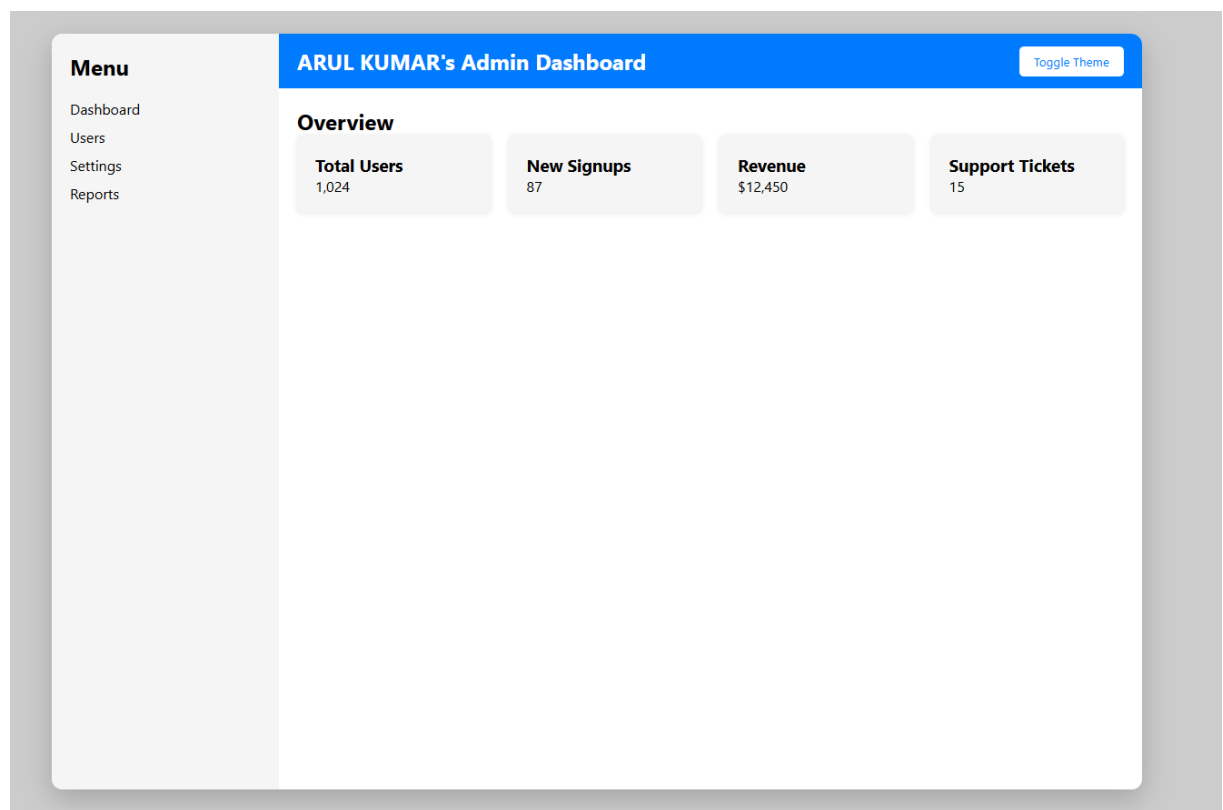 Menu
Dashboard
Users
Settings
Reports
ARUL KUMAR's Admin Dashboard
Toggle Theme
Overview
Total Users
1,024
New Signups
87
Revenue
$12,450
Support Tickets
15